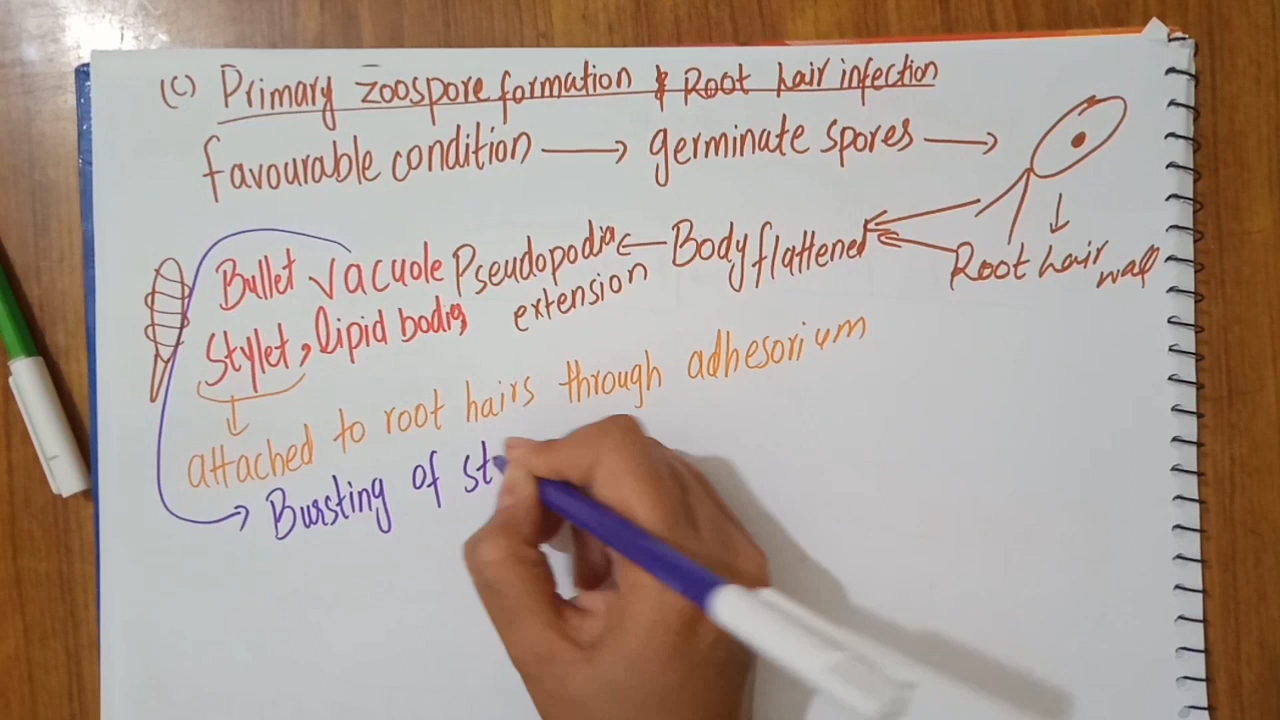 (C) Primary zoospore formation & Root hair infection
favourable condition → germinate spores →
Root hair wall
Body flattened
Pseudopodia extension
Bullet vacuole
Stylet, lipid bodies
attached to root hairs through adhesorium
→ Bursting of st